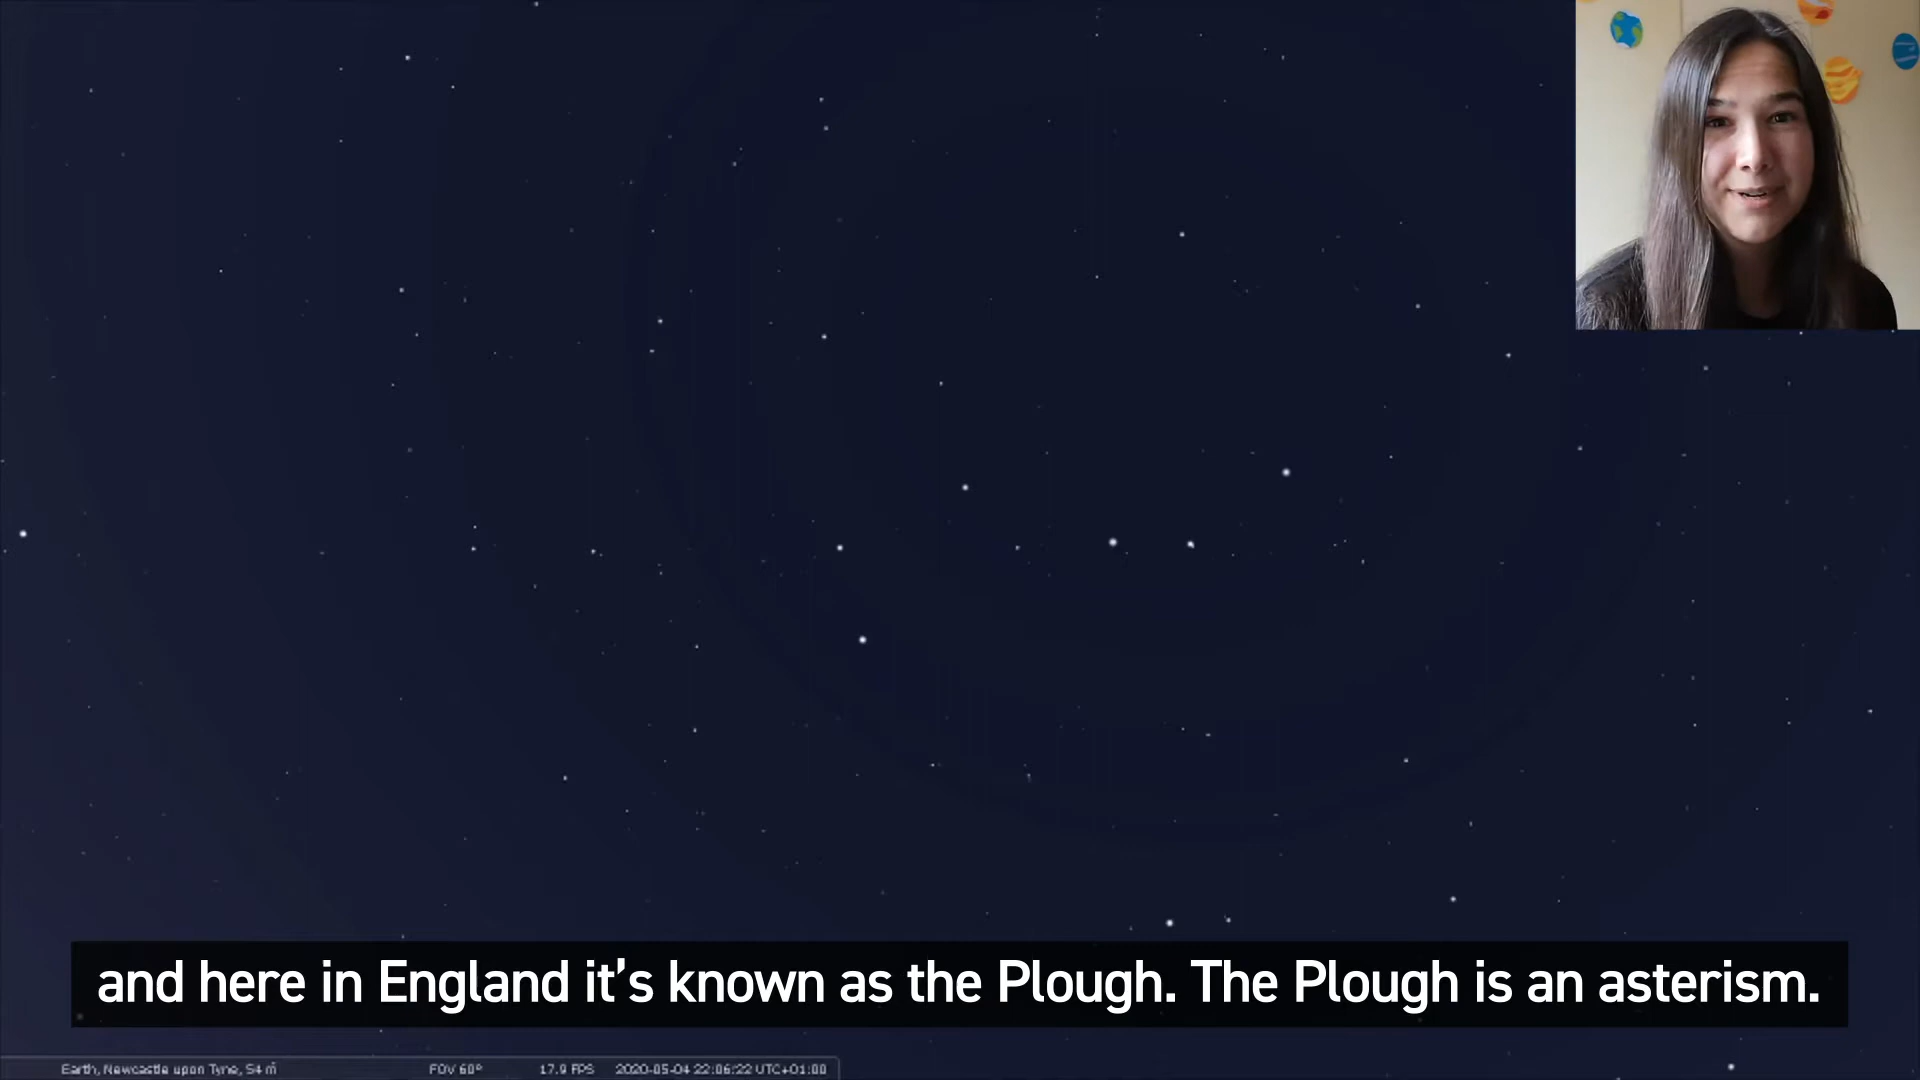 and here in England it’s known as the Plough. The Plough is an asterism.
Earth, Newcastle upon Tyne, 54 m FOV 60° 17.9 FPS 2020-05-04 22:06:22 UTC+01:00